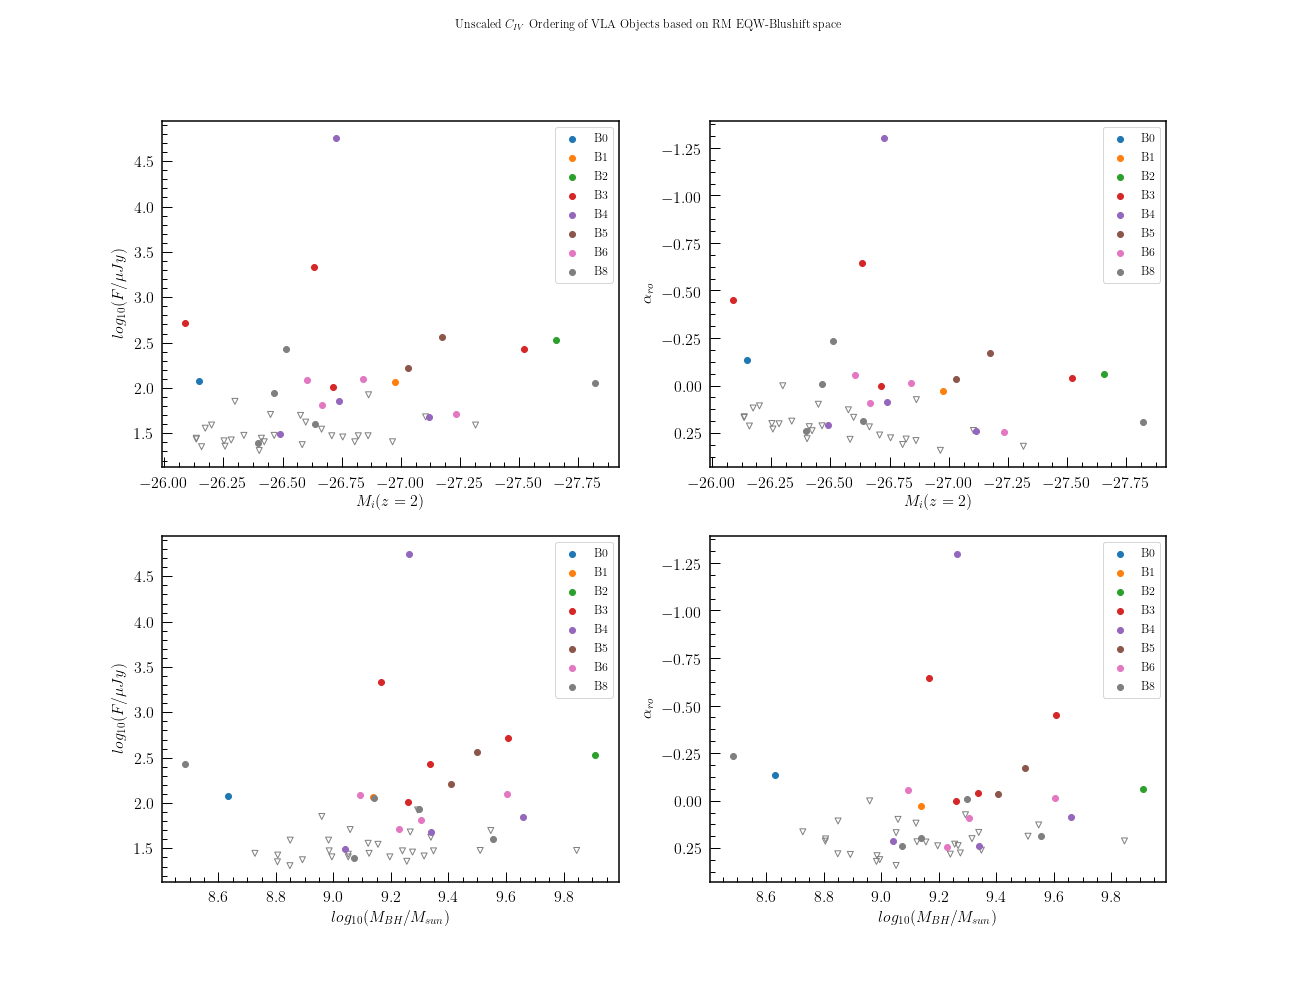 Unscaled C_{IV} Ordering of VLA Objects based on RM EQW-Blushift space
log_{10}(F/μJy)
4.5
4.0
3.5
3.0
2.5
2.0
1.5
−26.00 −26.25 −26.50 −26.75 −27.00 −27.25 −27.50 −27.75
M_i(z = 2)
B0
B1
B2
B3
B4
B5
B6
B8
α_{ro}
−1.25
−1.00
−0.75
−0.50
−0.25
0.00
0.25
−26.00 −26.25 −26.50 −26.75 −27.00 −27.25 −27.50 −27.75
M_i(z = 2)
B0
B1
B2
B3
B4
B5
B6
B8
log_{10}(F/μJy)
4.5
4.0
3.5
3.0
2.5
2.0
1.5
8.6 8.8 9.0 9.2 9.4 9.6 9.8
log_{10}(M_{BH}/M_{sun})
B0
B1
B2
B3
B4
B5
B6
B8
α_{ro}
−1.25
−1.00
−0.75
−0.50
−0.25
0.00
0.25
8.6 8.8 9.0 9.2 9.4 9.6 9.8
log_{10}(M_{BH}/M_{sun})
B0
B1
B2
B3
B4
B5
B6
B8